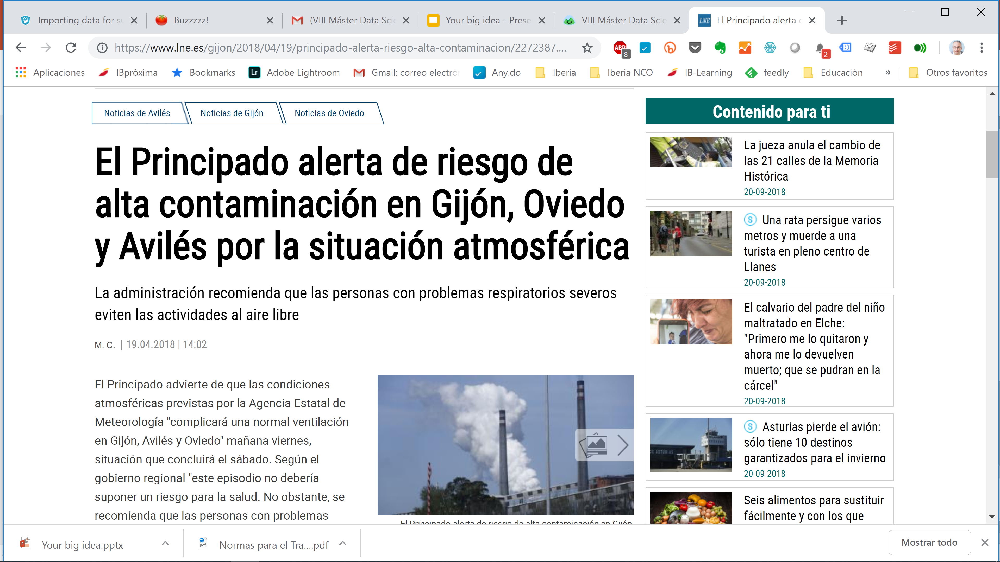 Importing data for su
Buzzzzz!
(VIII Máster Data Scie
Your big idea - Prese
VIII Máster Data Scie
LNE
El Principado alerta d
https://www.lne.es/gijon/2018/04/19/principado-alerta-riesgo-alta-contaminacion/2272387....
ABP
8
2
Aplicaciones
IBpróxima
Bookmarks
Lr
Adobe Lightroom
Gmail: correo electrón
Any.do
Iberia
Iberia NCO
IB-Learning
feedly
Educación
»
Otros favoritos
Noticias de Avilés
Noticias de Gijón
Noticias de Oviedo
El Principado alerta de riesgo de
alta contaminación en Gijón, Oviedo
y Avilés por la situación atmosférica
La administración recomienda que las personas con problemas respiratorios severos
eviten las actividades al aire libre
M. C. | 19.04.2018 | 14:02
El Principado advierte de que las condiciones
atmosféricas previstas por la Agencia Estatal de
Meteorología "complicará una normal ventilación
en Gijón, Avilés y Oviedo" mañana viernes,
situación que concluirá el sábado. Según el
gobierno regional "este episodio no debería
suponer un riesgo para la salud. No obstante, se
recomienda que las personas con problemas
El Principado alerta de riesgo de alta contaminación en Gijón,
Contenido para ti
La jueza anula el cambio de
las 21 calles de la Memoria
Histórica
20-09-2018
S Una rata persigue varios
metros y muerde a una
turista en pleno centro de
Llanes
20-09-2018
El calvario del padre del niño
maltratado en Elche:
"Primero me lo quitaron y
ahora me lo devuelven
muerto; que se pudran en la
cárcel"
20-09-2018
DE ASTURIAS
S Asturias pierde el avión:
sólo tiene 10 destinos
garantizados para el invierno
20-09-2018
Seis alimentos para sustituir
fácilmente y con los que
Your big idea.pptx
pdf
Normas para el Tra....pdf
Mostrar todo